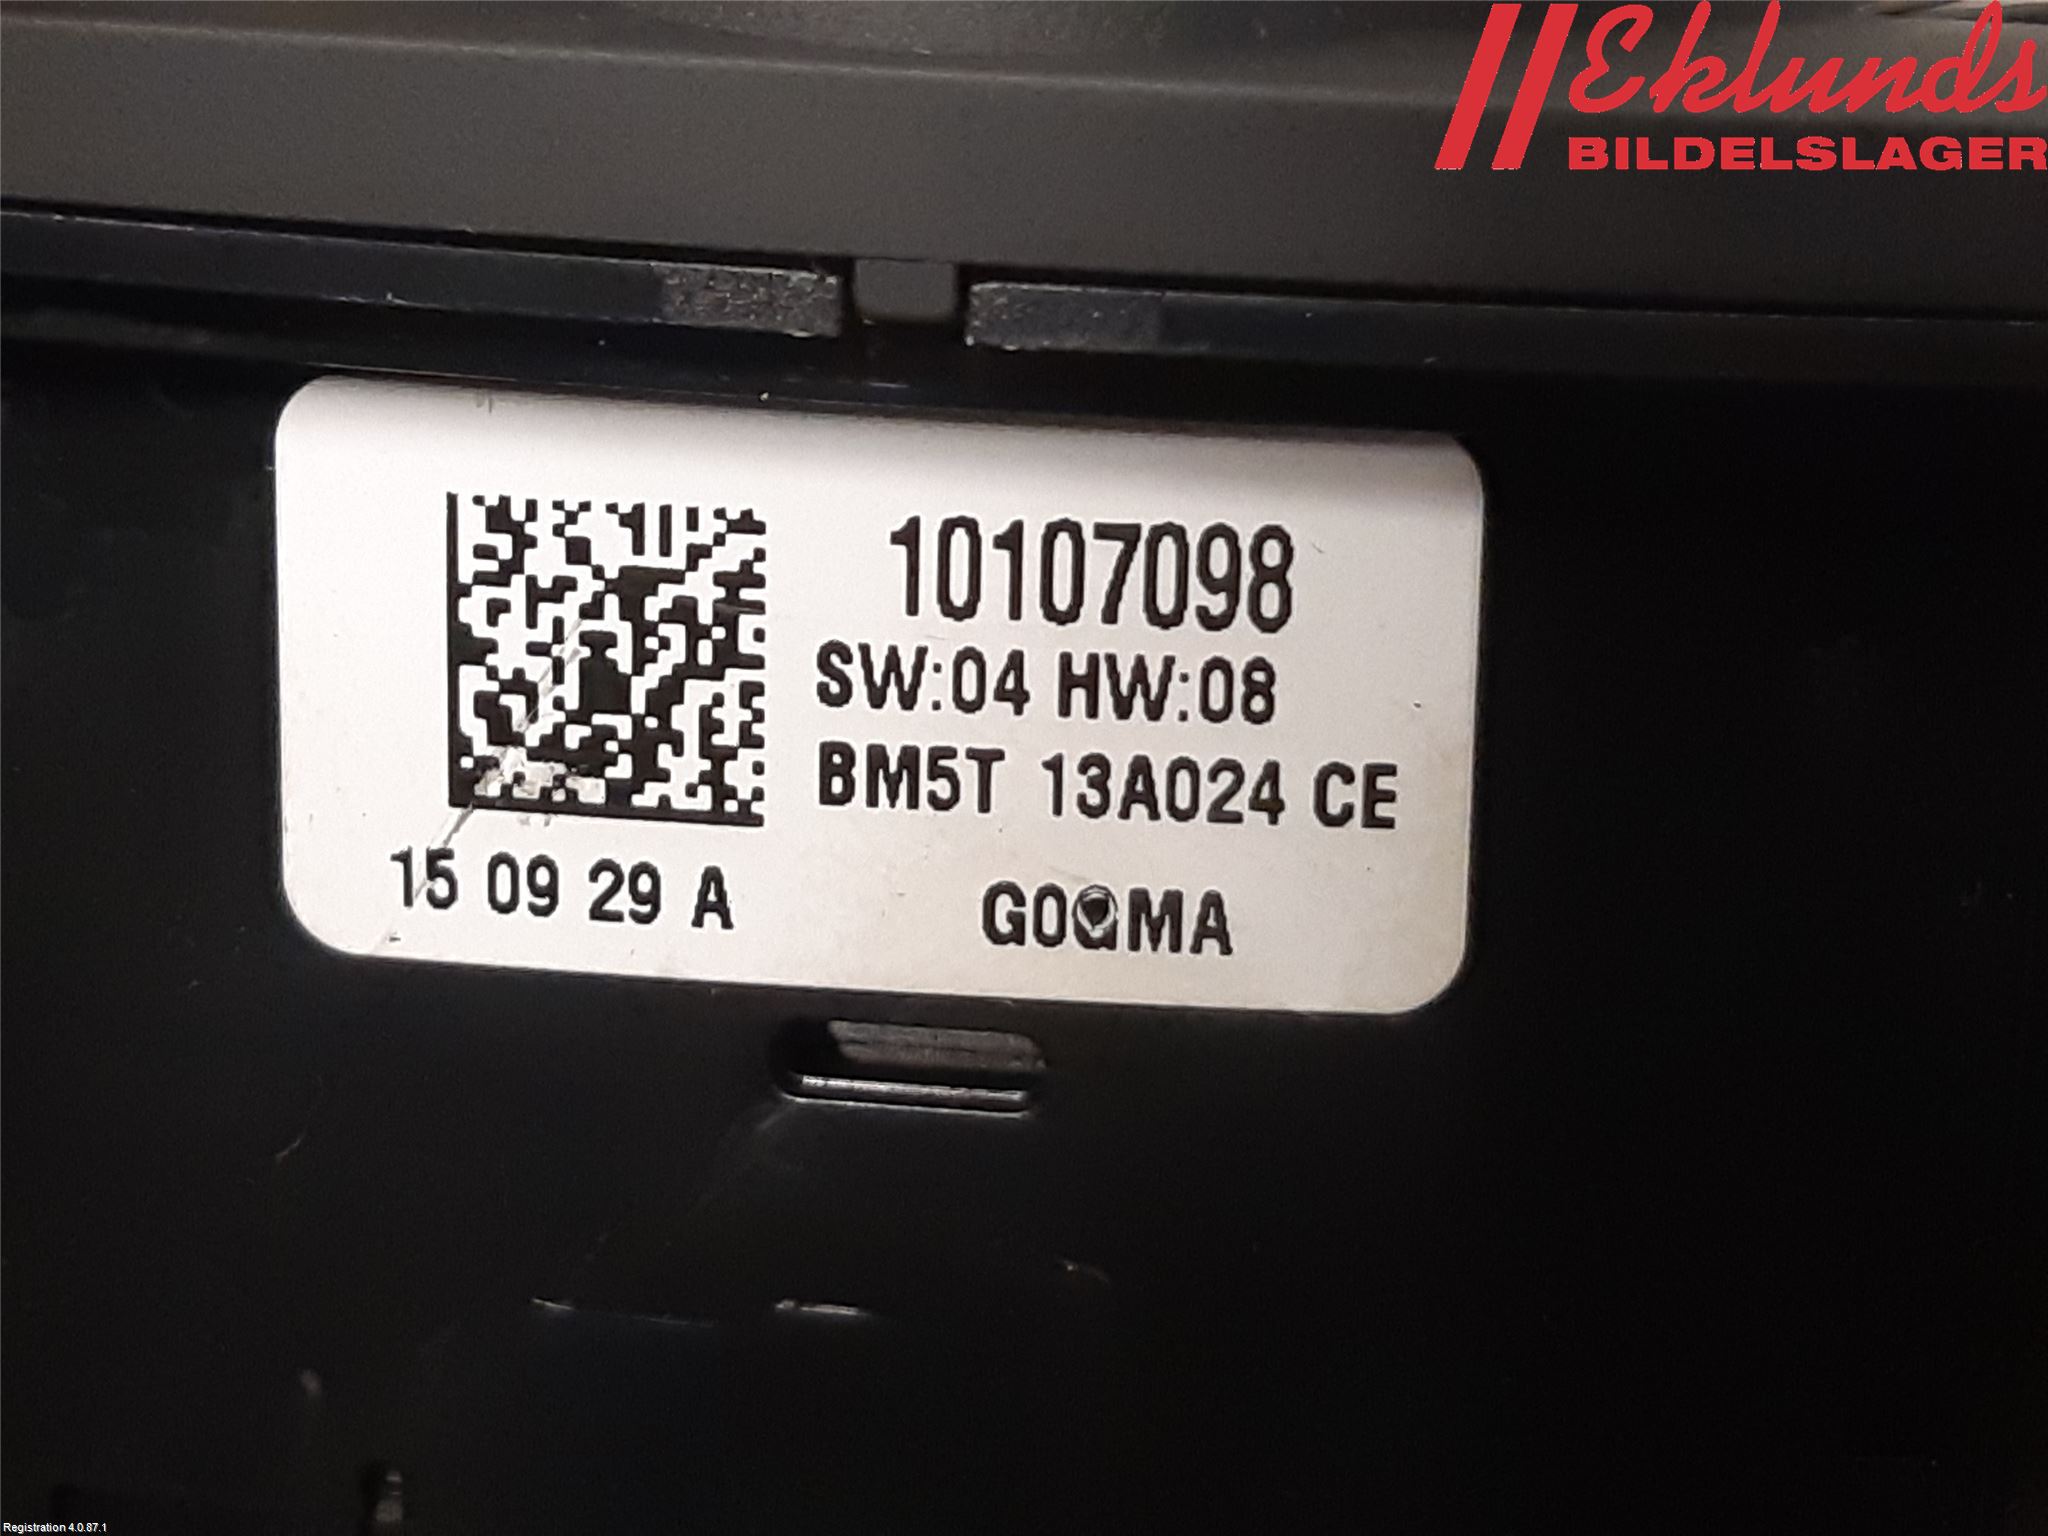 Eklunds
BILDELSLAGER
10107098
SW:04 HW:08
BM5T 13A024 CE
15 09 29 A
Registration 4.0.87.1